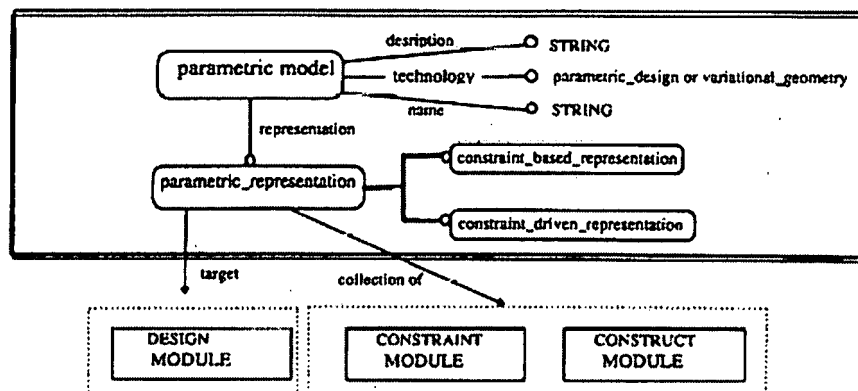 desription
STRING
parametric model
technology
parametric_design or variational_geometry
name
STRING
representation
constraint_based_representation
parametric_representation
constraint_driven_representation
target
collection of
DESIGN
MODULE
CONSTRAINT
MODULE
CONSTRUCT
MODULE